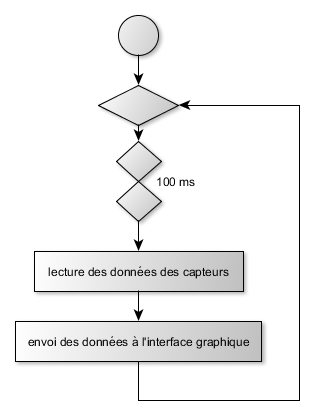 100 ms
lecture des données des capteurs
envoi des données à l'interface graphique